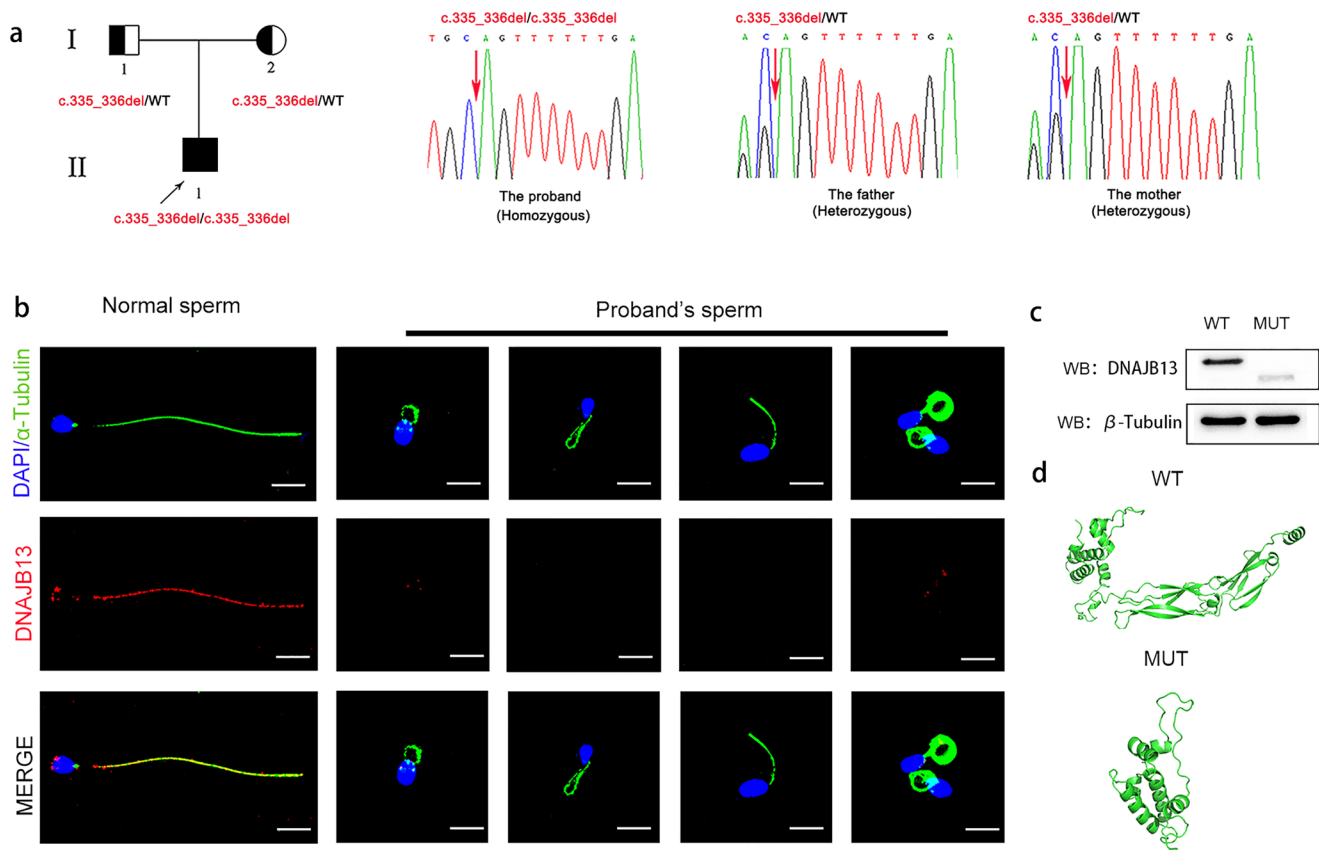 a
I
1
2
c.335_336del/WT
c.335_336del/WT
II
1
c.335_336del/c.335_336del
c.335_336del/c.335_336del
T G C A G T T T T T T G A
The proband
(Homozygous)
c.335_336del/WT
A C A G T T T T T T G A
The father
(Heterozygous)
c.335_336del/WT
A C A G T T T T T T G A
The mother
(Heterozygous)
b
Normal sperm
Proband's sperm
DAPI/α-Tubulin
DNAJB13
MERGE
c
WT MUT
WB: DNAJB13
WB: β-Tubulin
d
WT
MUT